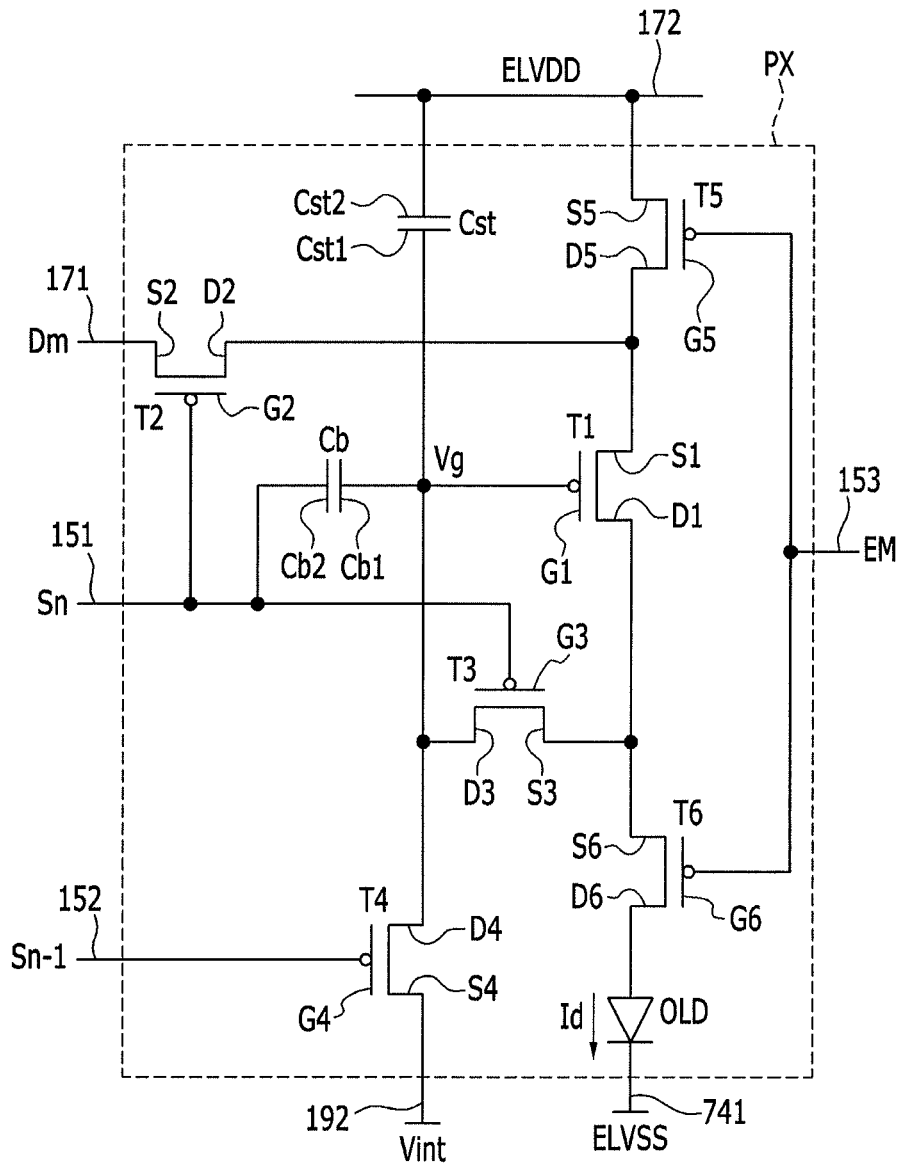 172
ELVDD
PX
Cst2
Cst
Cst1
S5
T5
D5
G5
171
S2
D2
Dm
T2
G2
Cb
Vg
T1
S1
D1
G1
153
EM
151
Cb2
Cb1
Sn
T3
G3
D3
S3
T6
S6
D6
G6
152
T4
Sn-1
D4
S4
G4
Id
OLD
192
Vint
741
ELVSS